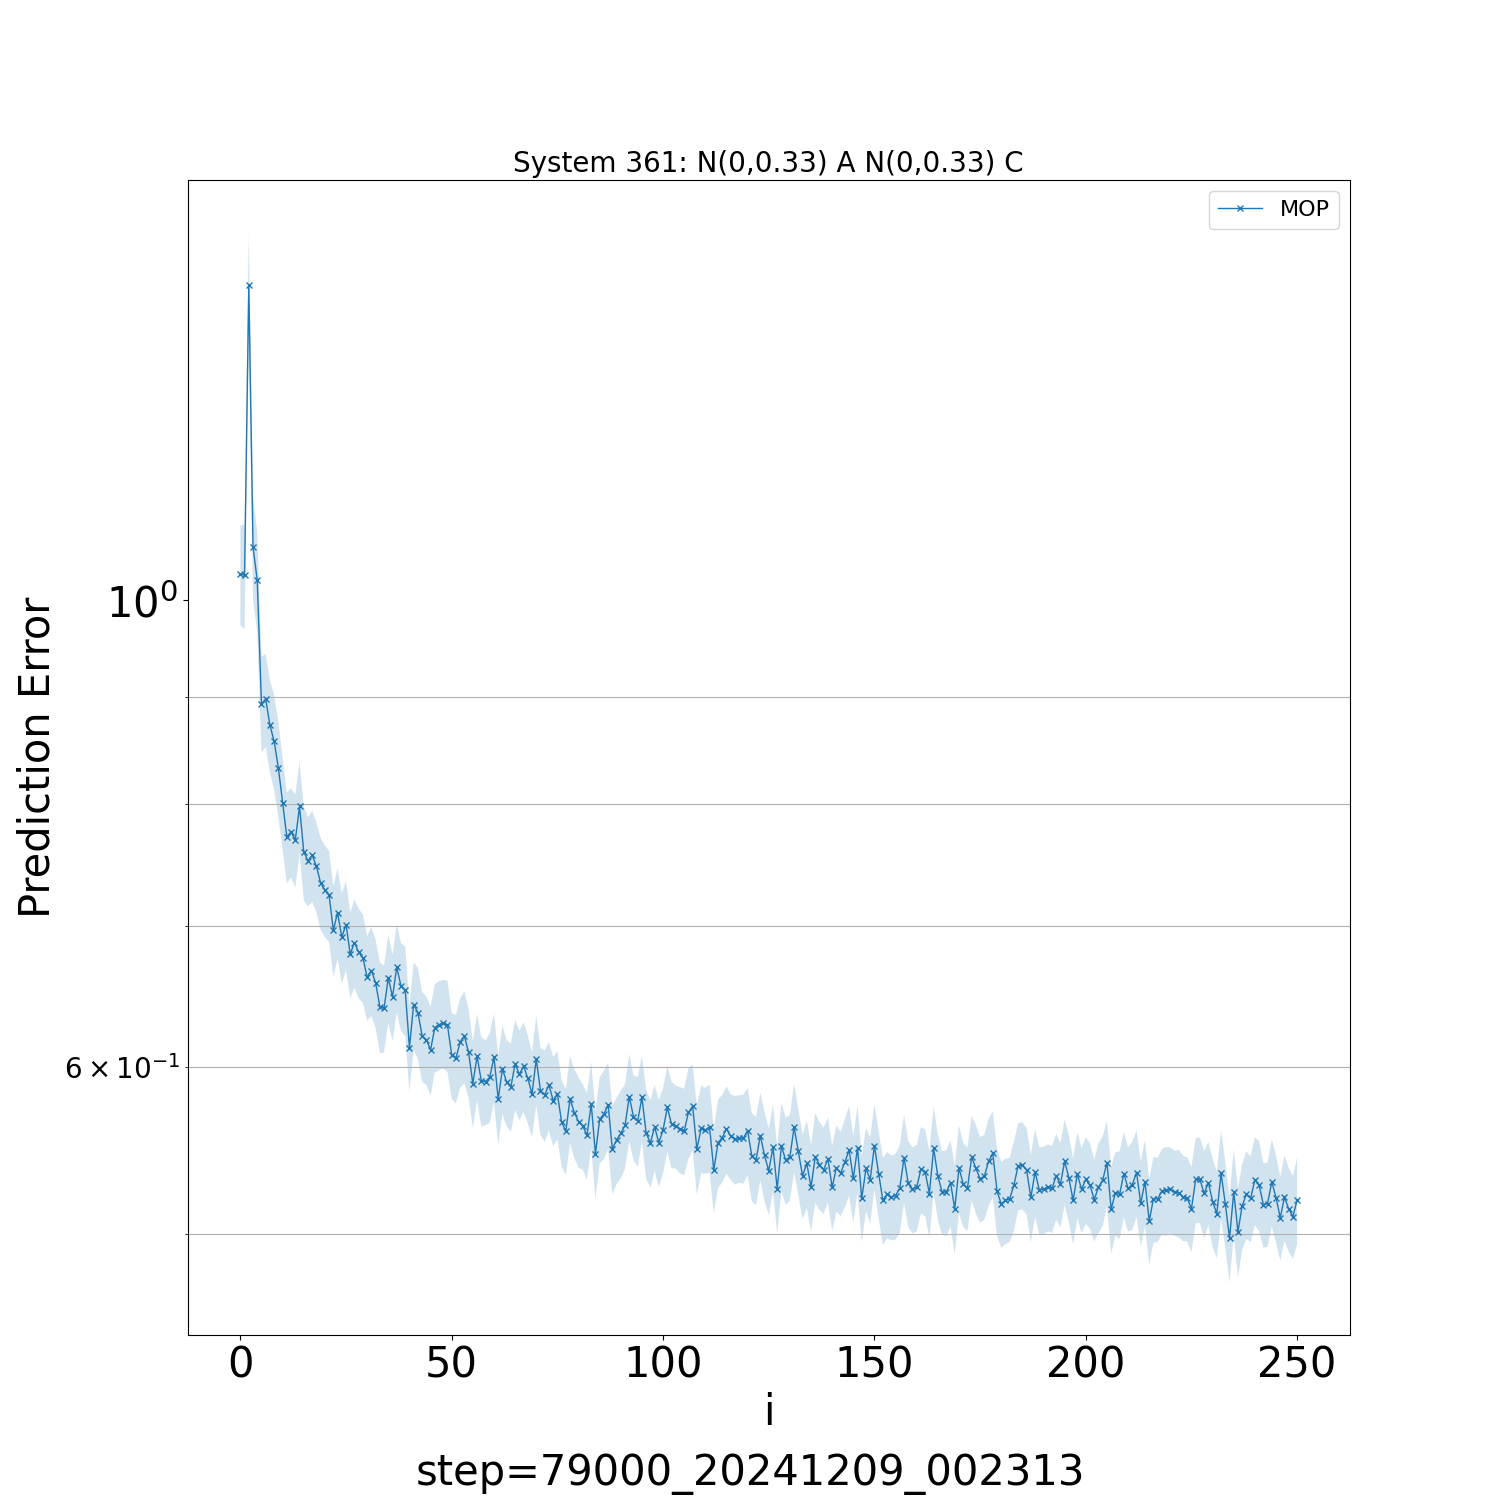 System 361: N(0,0.33) A N(0,0.33) C
MOP
Prediction Error
10⁰
6 × 10⁻¹
0 50 100 150 200 250
i
step=79000_20241209_002313